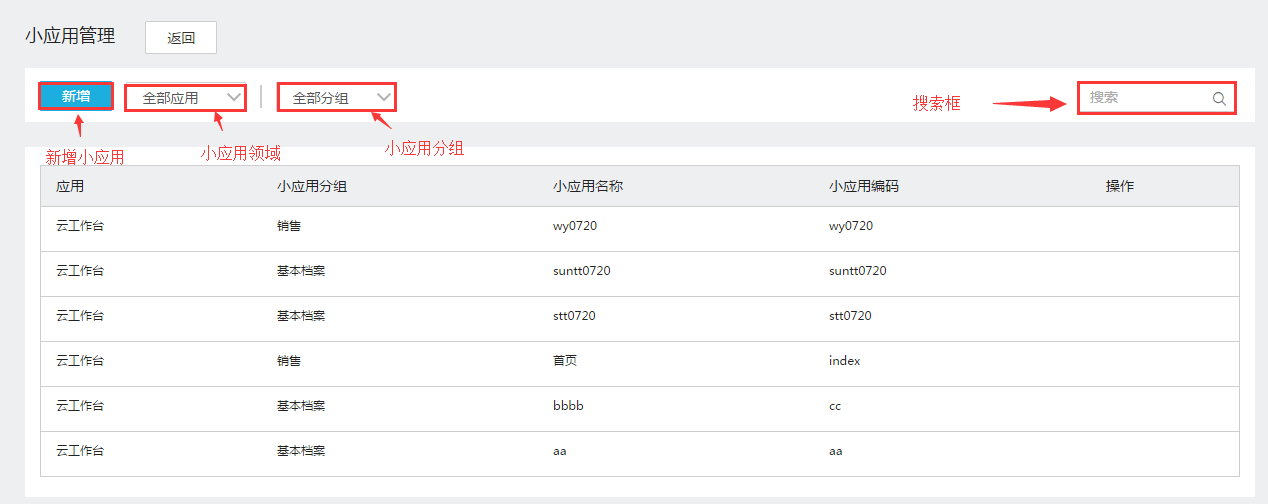 小应用管理 返回
新增 全部应用 全部分组 搜索框 搜索
新增小应用 小应用领域 小应用分组
应用 小应用分组 小应用名称 小应用编码 操作
云工作台 销售 wy0720 wy0720
云工作台 基本档案 suntt0720 suntt0720
云工作台 基本档案 stt0720 stt0720
云工作台 销售 首页 index
云工作台 基本档案 bbbb cc
云工作台 基本档案 aa aa